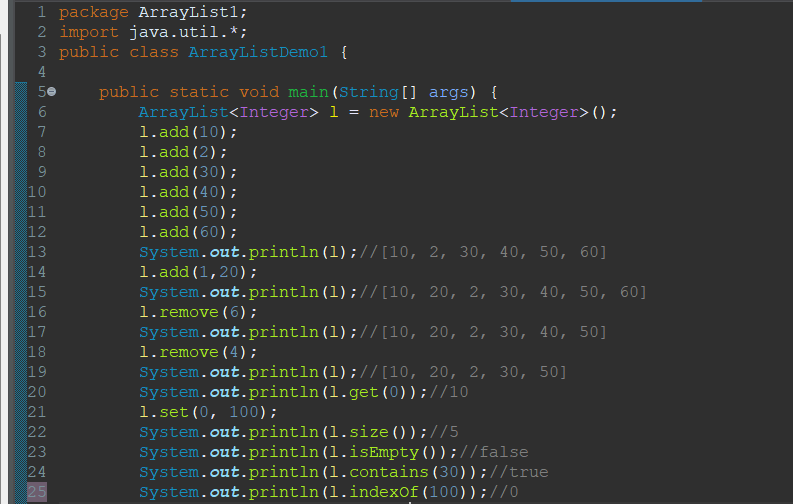 1 package ArrayList1;
2 import java.util.*;
3 public class ArrayListDemo1 {
4
5 public static void main(String[] args) {
6 ArrayList<Integer> l = new ArrayList<Integer>();
7 l.add(10);
8 l.add(2);
9 l.add(30);
10 l.add(40);
11 l.add(50);
12 l.add(60);
13 System.out.println(l);//[10, 2, 30, 40, 50, 60]
14 l.add(1,20);
15 System.out.println(l);//[10, 20, 2, 30, 40, 50, 60]
16 l.remove(6);
17 System.out.println(l);//[10, 20, 2, 30, 40, 50]
18 l.remove(4);
19 System.out.println(l);//[10, 20, 2, 30, 50]
20 System.out.println(l.get(0));//10
21 l.set(0, 100);
22 System.out.println(l.size());//5
23 System.out.println(l.isEmpty());//false
24 System.out.println(l.contains(30));//true
25 System.out.println(l.indexOf(100));//0